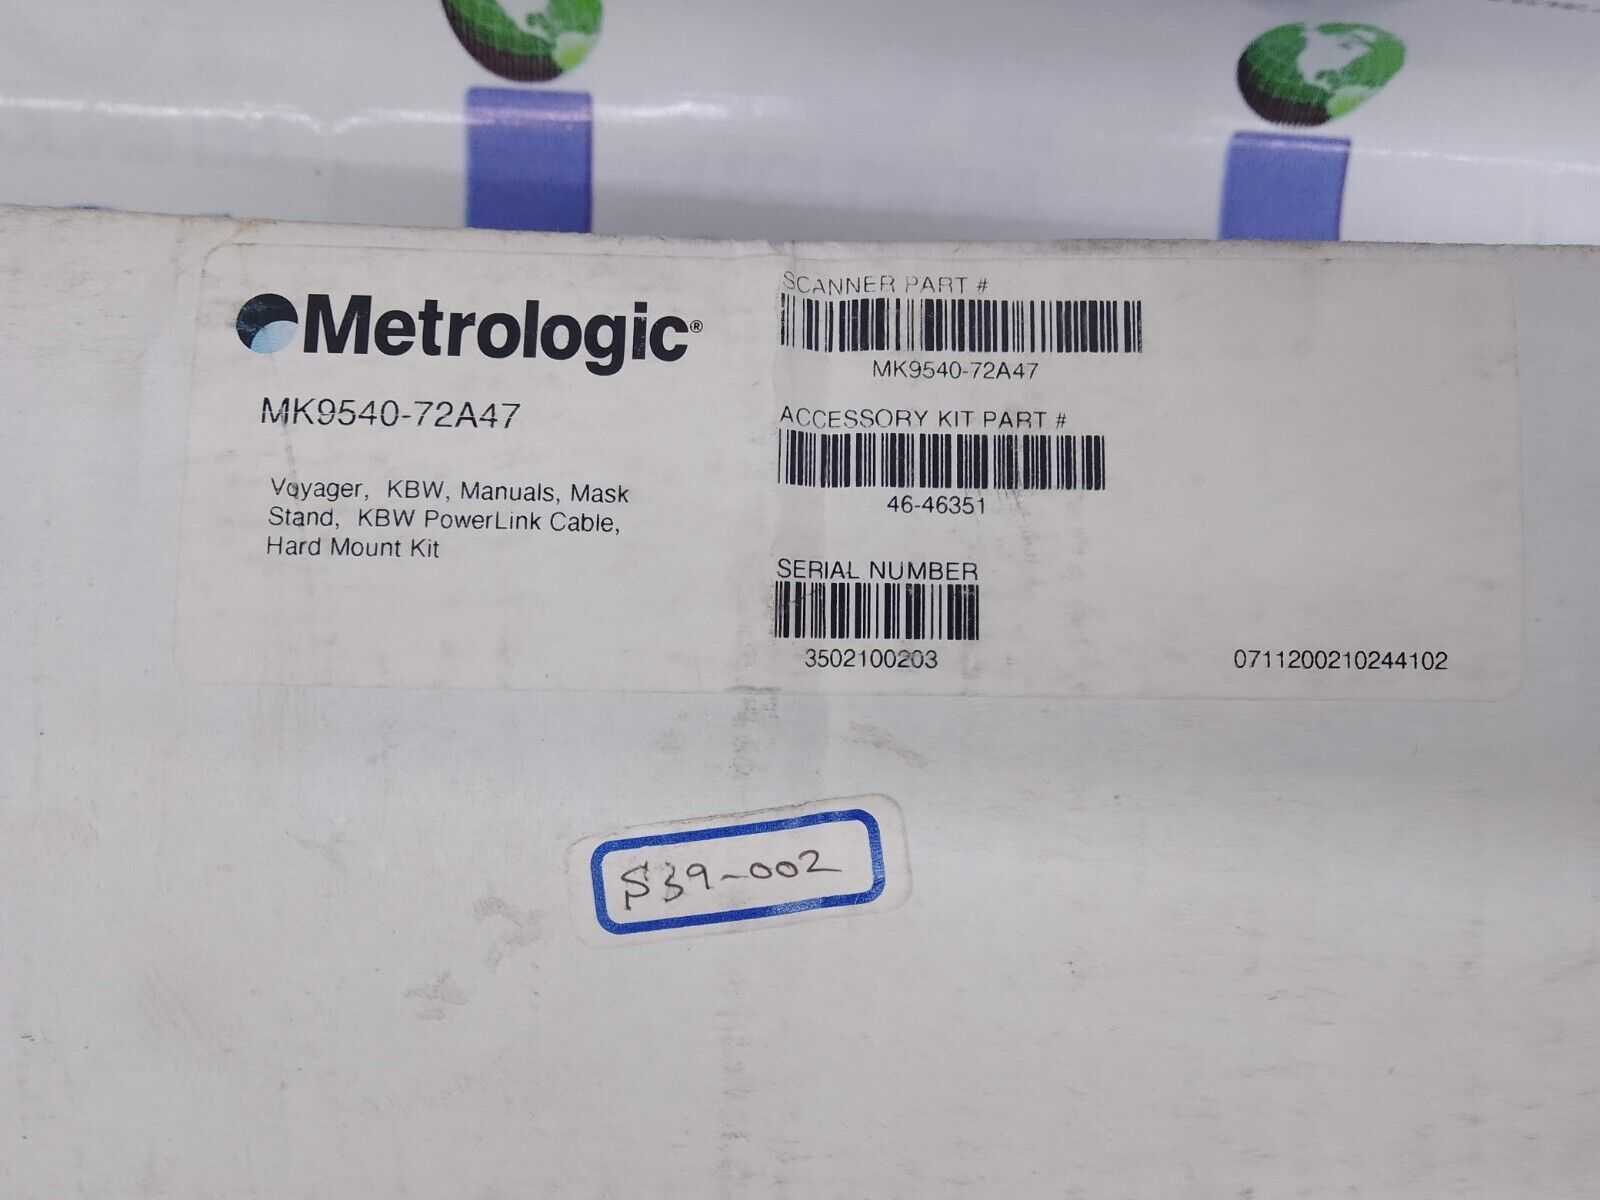 Metrologic®
MK9540-72A47
Voyager, KBW, Manuals, Mask
Stand, KBW PowerLink Cable,
Hard Mount Kit
SCANNER PART #
MK9540-72A47
ACCESSORY KIT PART #
46-46351
SERIAL NUMBER
3502100203
0711200210244102
S39-002